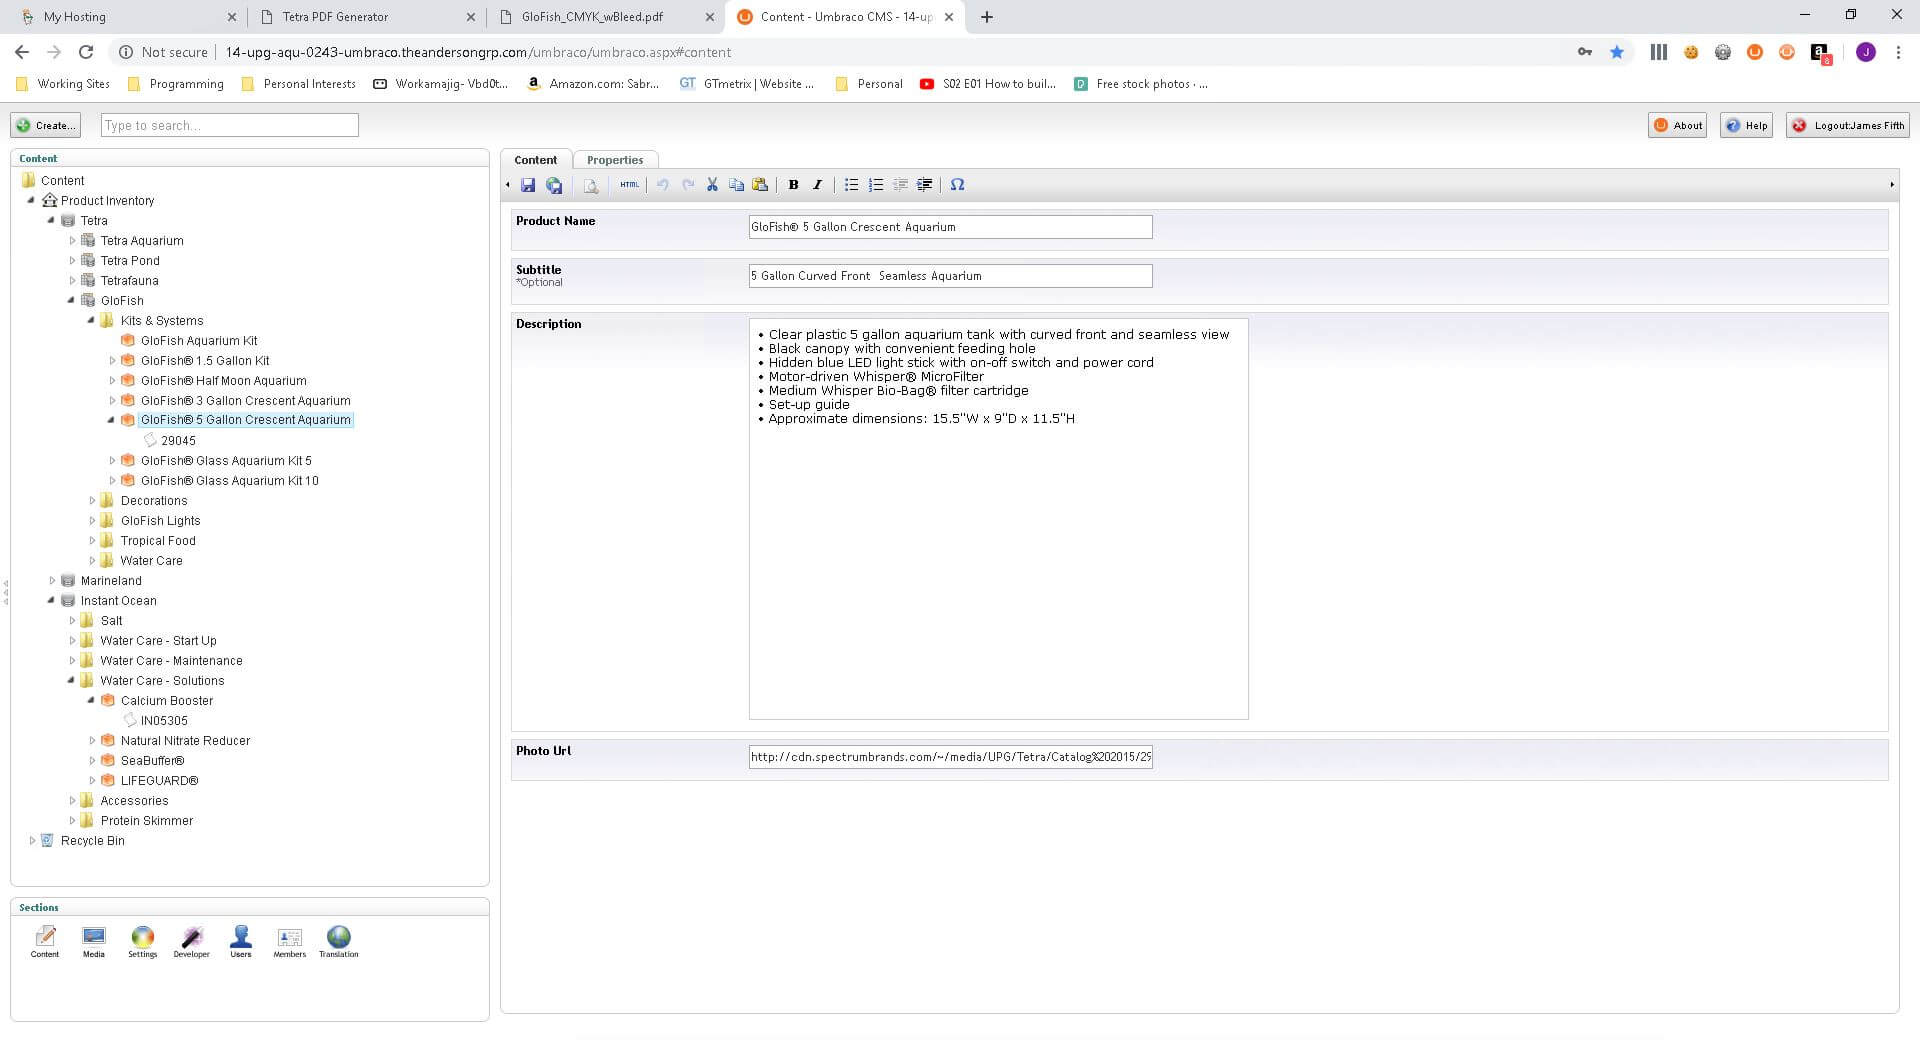 My Hosting
Tetra PDF Generator
GloFish_CMYK_wBleed.pdf
Content - Umbraco CMS - 14-up
Not secure
14-upg-aqu-0243-umbraco.theandersongrp.com/umbraco/umbraco.aspx#content
a
8
J
Working Sites
Programming
Personal Interests
Workamajig- Vbd0t...
a
Amazon.com: Sabr...
GT
GTmetrix | Website ...
Personal
S02 E01 How to buil...
Free stock photos · ...
Create...
Type to search...
About
Help
Logout:James Fifth
Content
Content
Product Inventory
Tetra
Tetra Aquarium
Tetra Pond
Tetrafauna
GloFish
Kits & Systems
GloFish Aquarium Kit
GloFish® 1.5 Gallon Kit
GloFish® Half Moon Aquarium
GloFish® 3 Gallon Crescent Aquarium
GloFish® 5 Gallon Crescent Aquarium
29045
GloFish® Glass Aquarium Kit 5
GloFish® Glass Aquarium Kit 10
Decorations
GloFish Lights
Tropical Food
Water Care
Marineland
Instant Ocean
Salt
Water Care - Start Up
Water Care - Maintenance
Water Care - Solutions
Calcium Booster
IN05305
Natural Nitrate Reducer
SeaBuffer®
LIFEGUARD®
Accessories
Protein Skimmer
Recycle Bin
Sections
Content
Media
Settings
Developer
Users
Members
Translation
Content
Properties
HTML
B
I
Ω
Product Name
GloFish® 5 Gallon Crescent Aquarium
Subtitle
*Optional
5 Gallon Curved Front  Seamless Aquarium
Description
• Clear plastic 5 gallon aquarium tank with curved front and seamless view
• Black canopy with convenient feeding hole
• Hidden blue LED light stick with on-off switch and power cord
• Motor-driven Whisper® MicroFilter
• Medium Whisper Bio-Bag® filter cartridge
• Set-up guide
• Approximate dimensions: 15.5"W x 9"D x 11.5"H
Photo Url
http://cdn.spectrumbrands.com/~/media/UPG/Tetra/Catalog%202015/29